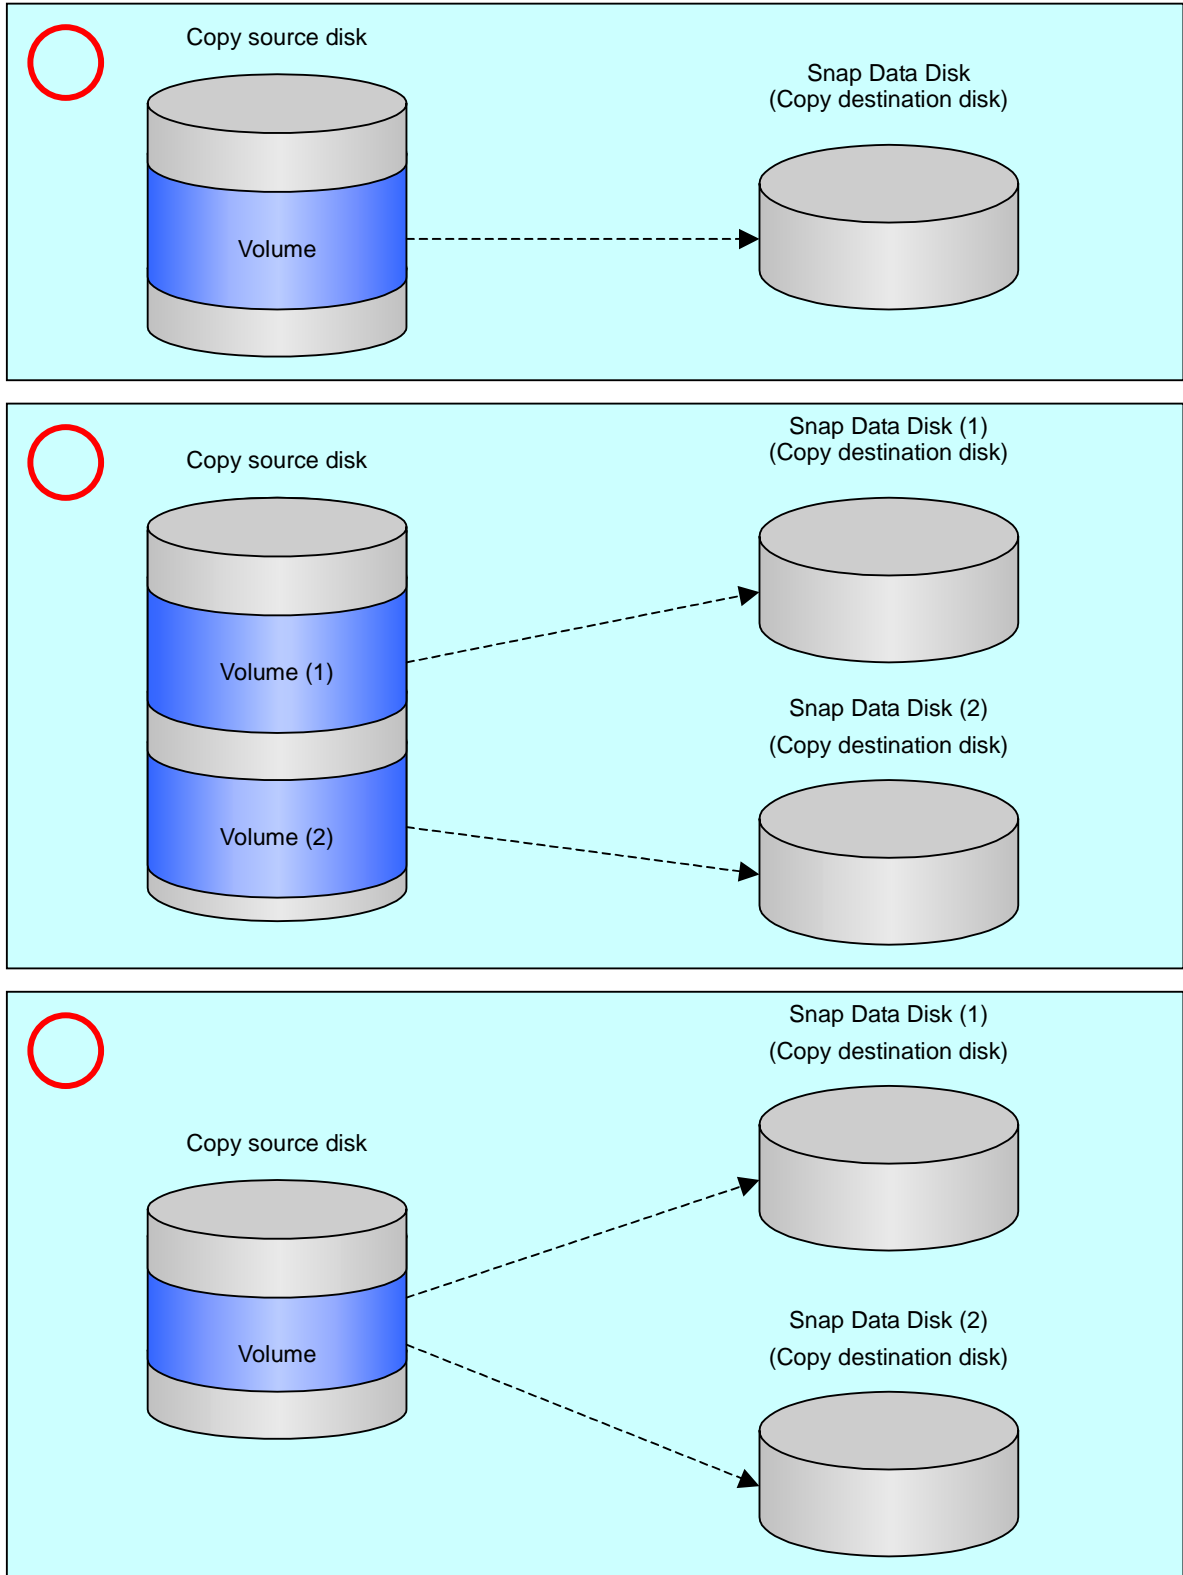 Copy source disk
Snap Data Disk
(Copy destination disk)
Volume
Copy source disk
Snap Data Disk (1)
(Copy destination disk)
Volume (1)
Snap Data Disk (2)
(Copy destination disk)
Volume (2)
Snap Data Disk (1)
(Copy destination disk)
Copy source disk
Snap Data Disk (2)
(Copy destination disk)
Volume